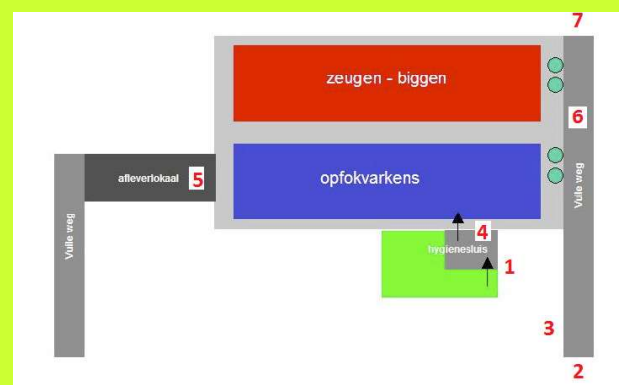 7
zeugen - biggen
6
afleverlokaal 5
opfokvarkens
Vuile weg
Vuile weg
4
hygienesluis
1
3
2